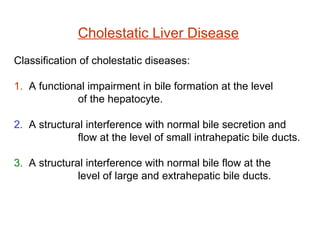 Cholestatic Liver Disease
Classification of cholestatic diseases:
1. A functional impairment in bile formation at the level
of the hepatocyte.
2. A structural interference with normal bile secretion and
flow at the level of small intrahepatic bile ducts.
3. A structural interference with normal bile flow at the
level of large and extrahepatic bile ducts.